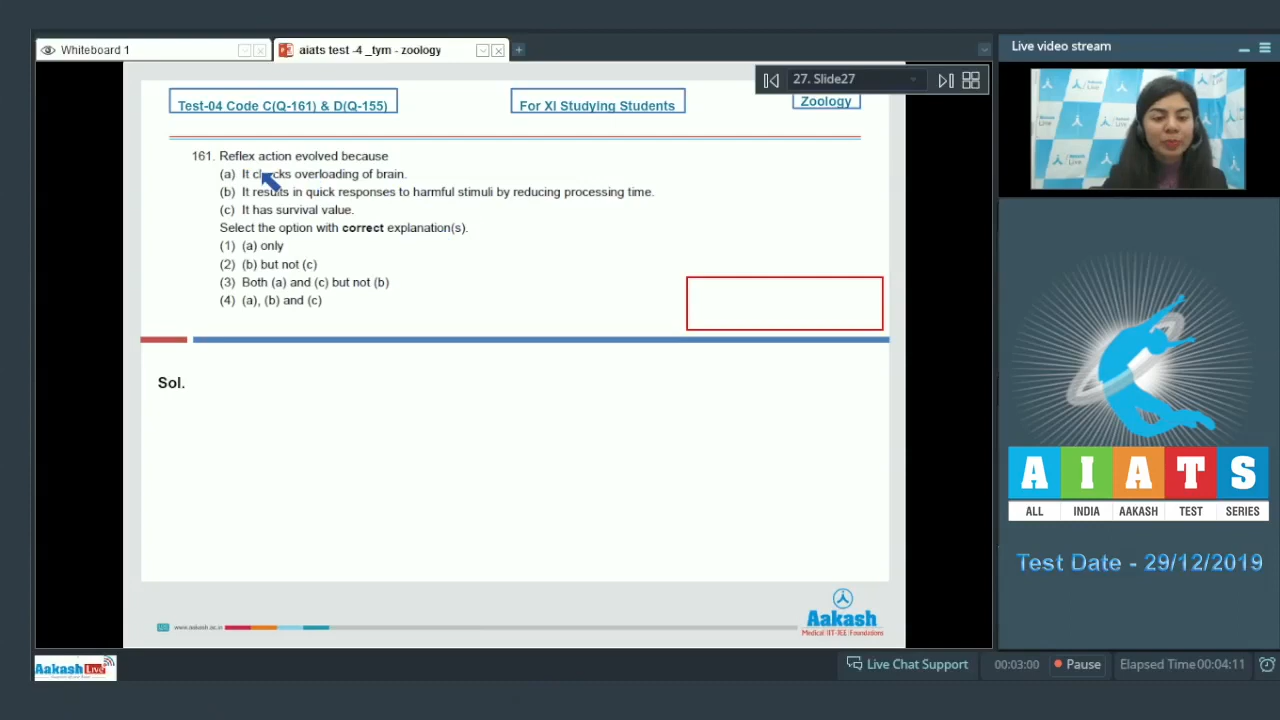 Whiteboard 1
aiats test -4 _tym - zoology
Live video stream
27. Slide27
Test-04 Code C(Q-161) & D(Q-155)
For XI Studying Students
Zoology
161. Reflex action evolved because
(a) It checks overloading of brain.
(b) It results in quick responses to harmful stimuli by reducing processing time.
(c) It has survival value.
Select the option with correct explanation(s).
(1) (a) only
(2) (b) but not (c)
(3) Both (a) and (c) but not (b)
(4) (a), (b) and (c)
Sol.
A I A T S
ALL INDIA AAKASH TEST SERIES
Test Date - 29/12/2019
www.aakash.ac.in
Aakash
Medical|IIT-JEE|Foundations
Aakash Live
Live Chat Support
00:03:00
Pause
Elapsed Time 00:04:11